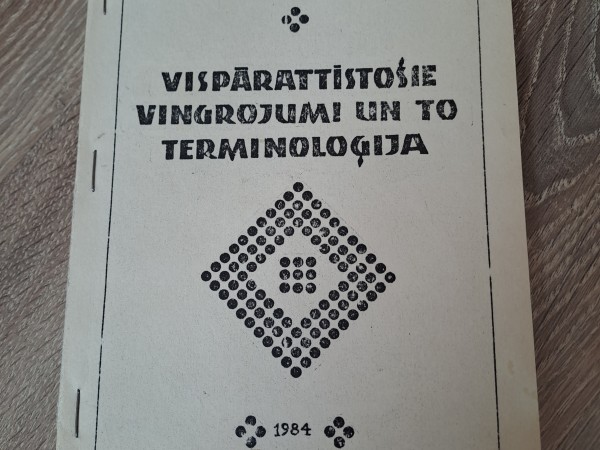 VISPĀRATTĪSTOŠIE
VINGROJUMI UN TO
TERMINOLOĢIJA
1984